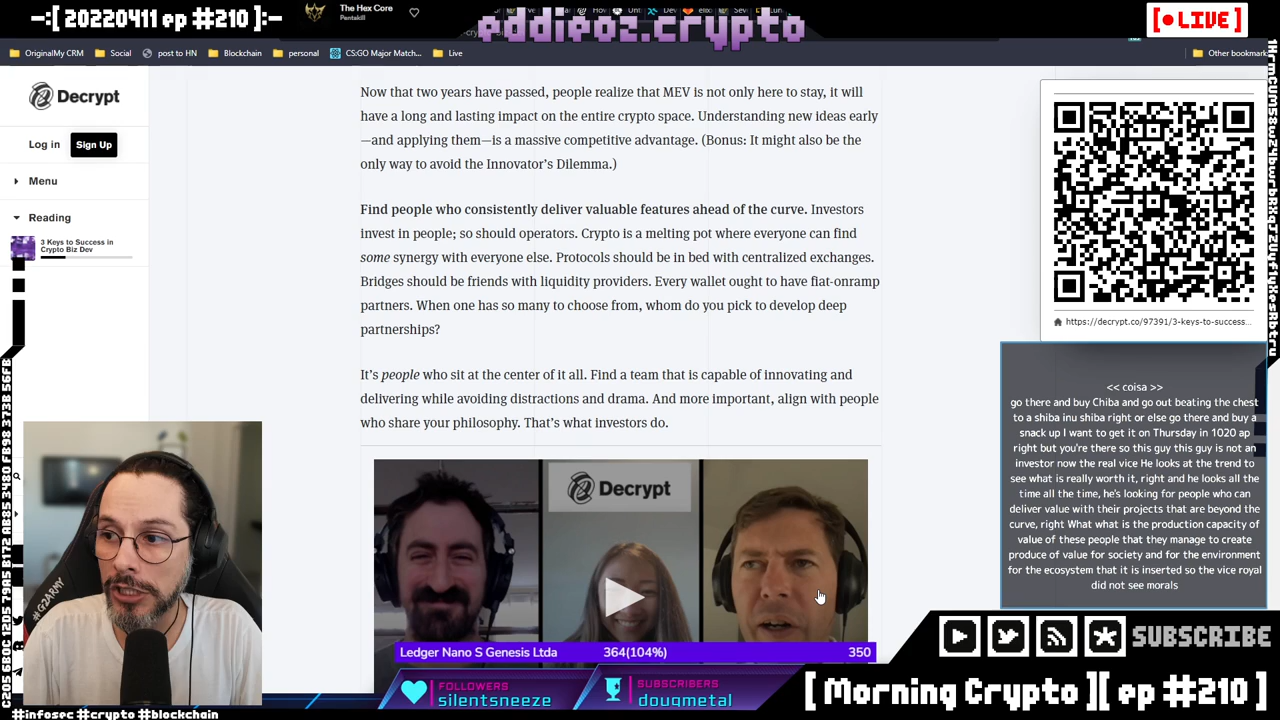 -:[ 20220411 ep #210 ]:-
The Hex Core
Pentakill
eddieoz.crypto
[ LIVE ]
OriginalMy CRM
Social
post to HN
Blockchain
personal
CS:GO Major Match...
Live
Other bookmark
Decrypt
Log in
Sign Up
Menu
Reading
3 Keys to Success in
Crypto Biz Dev
Now that two years have passed, people realize that MEV is not only here to stay, it will
have a long and lasting impact on the entire crypto space. Understanding new ideas early
—and applying them—is a massive competitive advantage. (Bonus: It might also be the
only way to avoid the Innovator’s Dilemma.)
Find people who consistently deliver valuable features ahead of the curve. Investors
invest in people; so should operators. Crypto is a melting pot where everyone can find
some synergy with everyone else. Protocols should be in bed with centralized exchanges.
Bridges should be friends with liquidity providers. Every wallet ought to have fiat-onramp
partners. When one has so many to choose from, whom do you pick to develop deep
partnerships?
It’s people who sit at the center of it all. Find a team that is capable of innovating and
delivering while avoiding distractions and drama. And more important, align with people
who share your philosophy. That’s what investors do.
Decrypt
https://decrypt.co/97391/3-keys-to-success...
<< coisa >>
go there and buy Chiba and go out beating the chest
to a shiba inu shiba right or else go there and buy a
snack up I want to get it on Thursday in 1020 ap
right but you're there so this guy this guy is not an
investor now the real vice He looks at the trend to
see what is really worth it, right and he looks all the
time all the time, he's looking for people who can
deliver value with their projects that are beyond the
curve, right What what is the production capacity of
value of these people that they manage to create
produce of value for society and for the environment
for the ecosystem that it is inserted so the vice royal
did not see morals
#G2ARMY
Ledger Nano S Genesis Ltda
364(104%)
350
FOLLOWERS
silentsneeze
SUBSCRIBERS
dougmetal
SUBSCRIBE
[ Morning Crypto ][ ep #210 ]
#infosec #crypto #blockchain